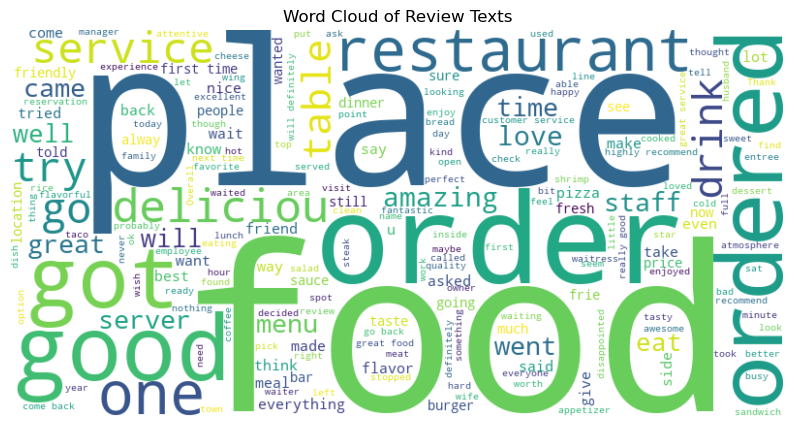 Word Cloud of Review Texts
come manager attentive put ask used
service
restaurant
place
thought lot
experience cheese wing
friendly first time
let
wanted
table
sure
looking
line
able
happy
tell
husband
Thank
came
nice
excellent
will definitely
dinner
time
see
drink
ordered
reservation
back
people
point
enjoy
bread
customer service
great service
tried
today
though
top
day
love
make
cooked
sweet
find
well
alway
wait
say
kind
really
highly recommend
entree
told
family
know
hot
open
check
try
next time
favorite
served
perfect
shrimp
loved
cold
full
dessert
location
rice
flavorful
Overall
waited
area
visit
amazing
bit
feel
pizza
staff
now
even
thing
go
deliciou
clean
still
fantastic
name
fresh
star
taco
probably
friend
u
inside
order
first
little
waitress
really good
atmosphere
dish
great
never
ok
will
lunch
eating
steak
maybe
called
quality
seem
take
price
enjoyed
sat
employee
want
hour
found
way
salad
sauce
asked
owner
work
bad
recommend
got
best
ready
wish
spot
going
frie
food
option
nothing
coffee
decided
review
taste
go back
great food
meat
stopped
waiting
much
definitely
something
disappointed
tasty
awesome
minute
look
good
server
menu
made
right
flavor
went
said
eat
took
better
need
pick
think
bar
everyone
worth
side
busy
year
one
meal
waiter
left
everything
hard
wife
burger
give
appetizer
sandwich
come back
town